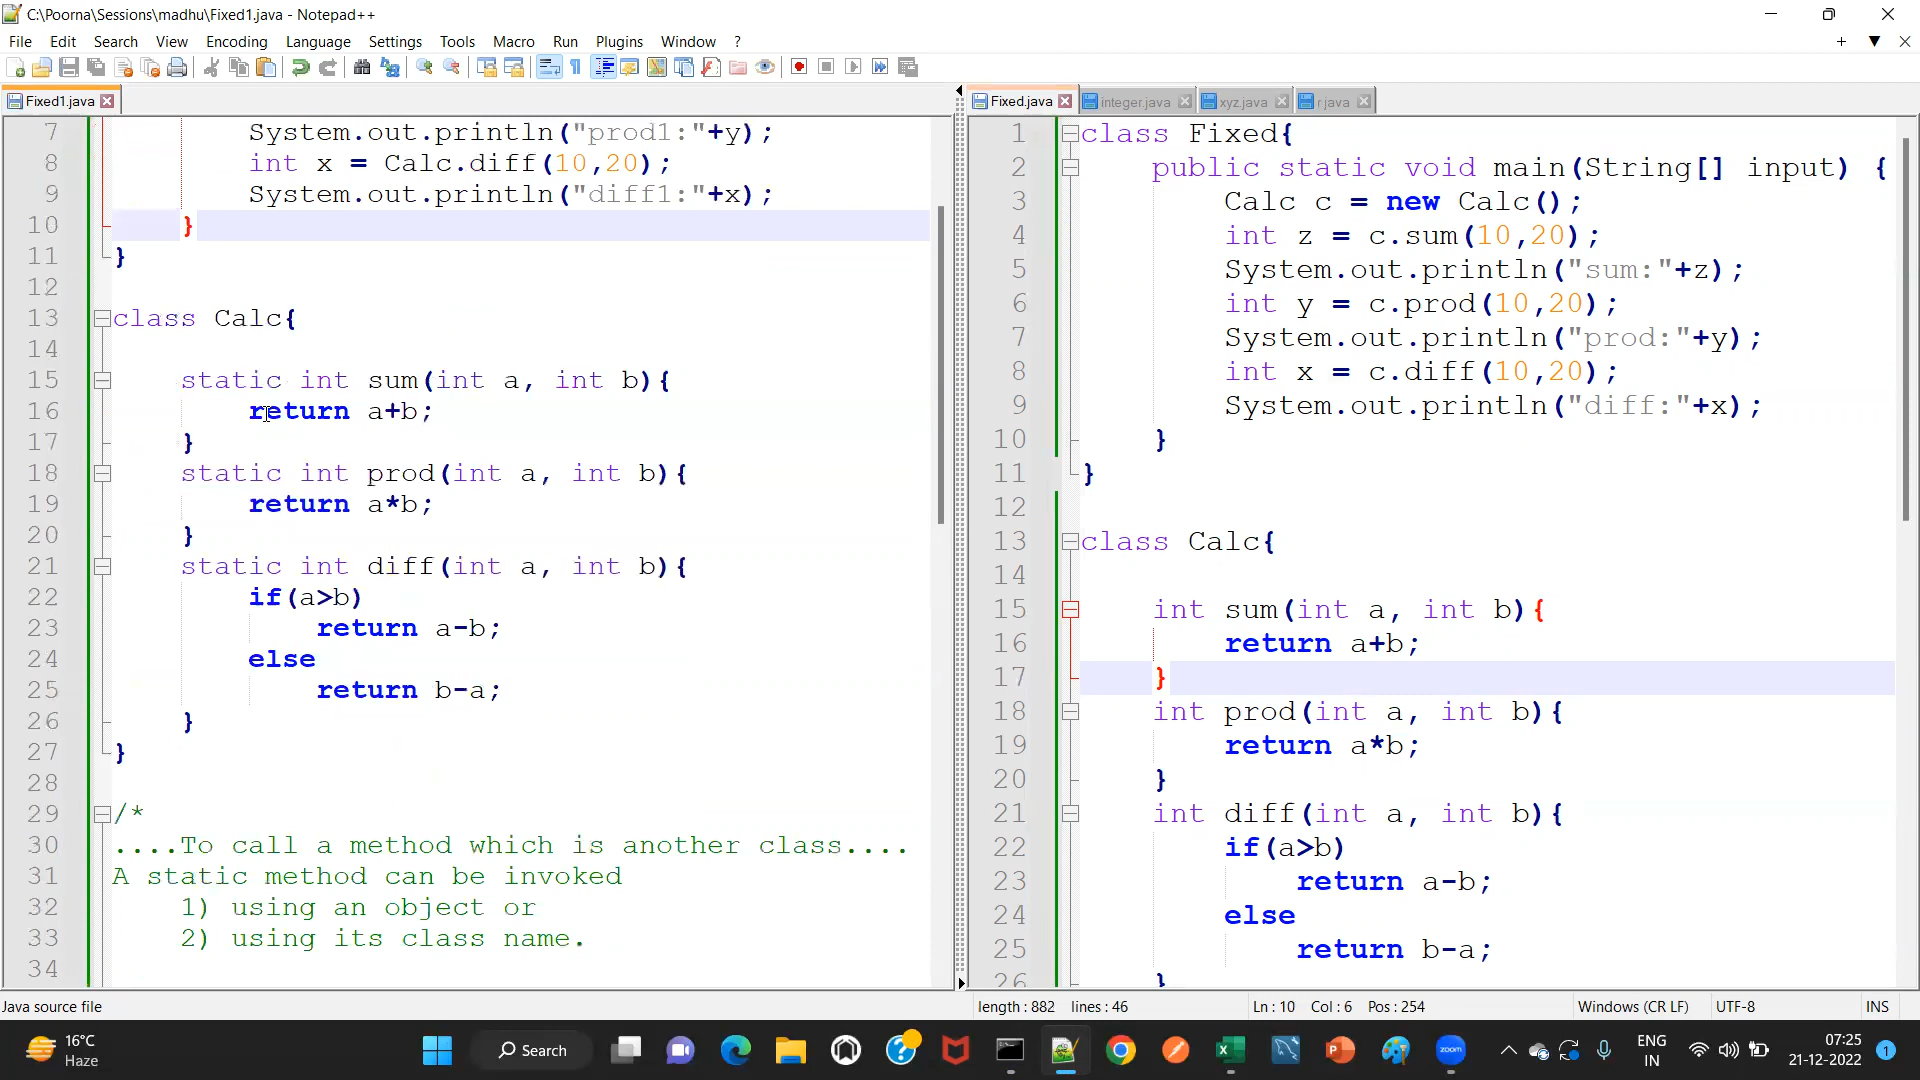 C:\Poorna\Sessions\madhu\Fixed1.java - Notepad++
File Edit Search View Encoding Language Settings Tools Macro Run Plugins Window ?
Fixed1.java
7 System.out.println("prod1:"+y);
8 int x = Calc.diff(10,20);
9 System.out.println("diff1:"+x);
10 }
11 }
12
13 class Calc{
14
15 static int sum(int a, int b){
16 return a+b;
17 }
18 static int prod(int a, int b){
19 return a*b;
20 }
21 static int diff(int a, int b){
22 if(a>b)
23 return a-b;
24 else
25 return b-a;
26 }
27 }
28
29 /*
30 ....To call a method which is another class....
31 A static method can be invoked
32 1) using an object or
33 2) using its class name.
34
Fixed.java integer.java xyz.java r.java
1 class Fixed{
2 public static void main(String[] input) {
3 Calc c = new Calc();
4 int z = c.sum(10,20);
5 System.out.println("sum:"+z);
6 int y = c.prod(10,20);
7 System.out.println("prod:"+y);
8 int x = c.diff(10,20);
9 System.out.println("diff:"+x);
10 }
11 }
12
13 class Calc{
14
15 int sum(int a, int b){
16 return a+b;
17 }
18 int prod(int a, int b){
19 return a*b;
20 }
21 int diff(int a, int b){
22 if(a>b)
23 return a-b;
24 else
25 return b-a;
26 }
Java source file length : 882 lines : 46 Ln : 10 Col : 6 Pos : 254 Windows (CR LF) UTF-8 INS
16°C
Haze
Search
zoom
ENG
IN
07:25
21-12-2022
1